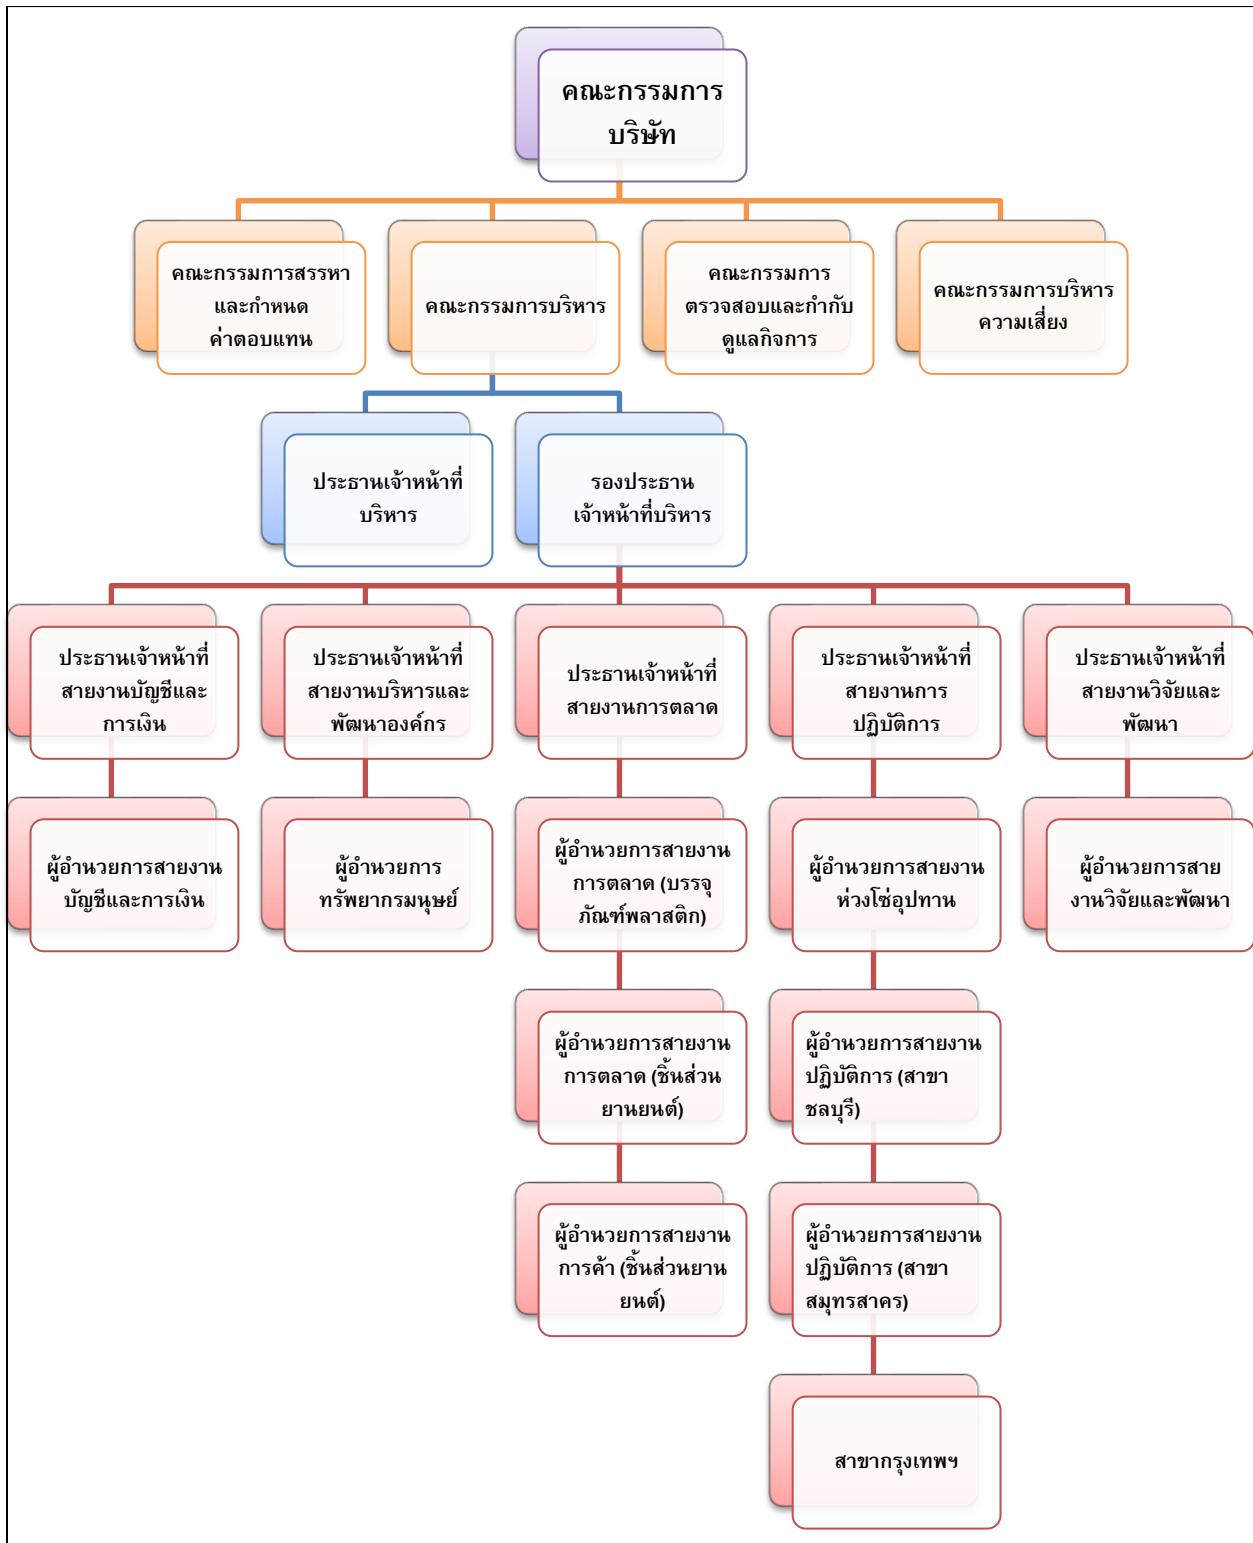 คณะกรรมการ
บริษัท
คณะกรรมการสรรหา
และกำหนด
ค่าตอบแทน
คณะกรรมการบริหาร
คณะกรรมการ
ตรวจสอบและกำกับ
ดูแลกิจการ
คณะกรรมการบริหาร
ความเสี่ยง
ประธานเจ้าหน้าที่
บริหาร
รองประธาน
เจ้าหน้าที่บริหาร
ประธานเจ้าหน้าที่
สายงานบัญชีและ
การเงิน
ประธานเจ้าหน้าที่
สายงานบริหารและ
พัฒนาองค์กร
ประธานเจ้าหน้าที่
สายงานการตลาด
ประธานเจ้าหน้าที่
สายงานการ
ปฏิบัติการ
ประธานเจ้าหน้าที่
สายงานวิจัยและ
พัฒนา
ผู้อำนวยการสายงาน
บัญชีและการเงิน
ผู้อำนวยการ
ทรัพยากรมนุษย์
ผู้อำนวยการสายงาน
การตลาด (บรรจุ
ภัณฑ์พลาสติก)
ผู้อำนวยการสายงาน
ห่วงโซ่อุปทาน
ผู้อำนวยการสาย
งานวิจัยและพัฒนา
ผู้อำนวยการสายงาน
การตลาด (ชิ้นส่วน
ยานยนต์)
ผู้อำนวยการสายงาน
ปฏิบัติการ (สาขา
ชลบุรี)
ผู้อำนวยการสายงาน
การค้า (ชิ้นส่วนยาน
ยนต์)
ผู้อำนวยการสายงาน
ปฏิบัติการ (สาขา
สมุทรสาคร)
สาขากรุงเทพฯ